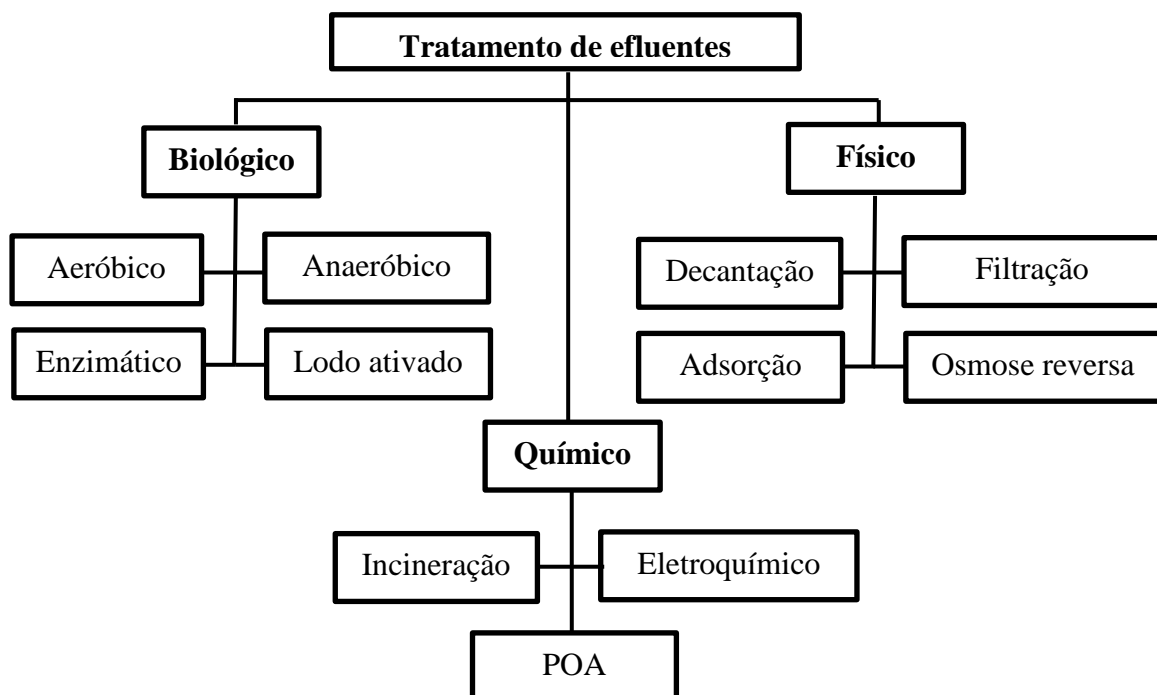 Tratamento de efluentes
Biológico
Físico
Aeróbico
Anaeróbico
Decantação
Filtração
Enzimático
Lodo ativado
Adsorção
Osmose reversa
Químico
Incineração
Eletroquímico
POA